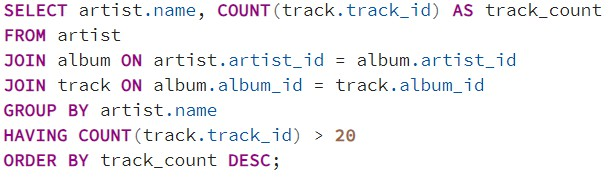 SELECT artist.name, COUNT(track.track_id) AS track_count
FROM artist
JOIN album ON artist.artist_id = album.artist_id
JOIN track ON album.album_id = track.album_id
GROUP BY artist.name
HAVING COUNT(track.track_id) > 20
ORDER BY track_count DESC;